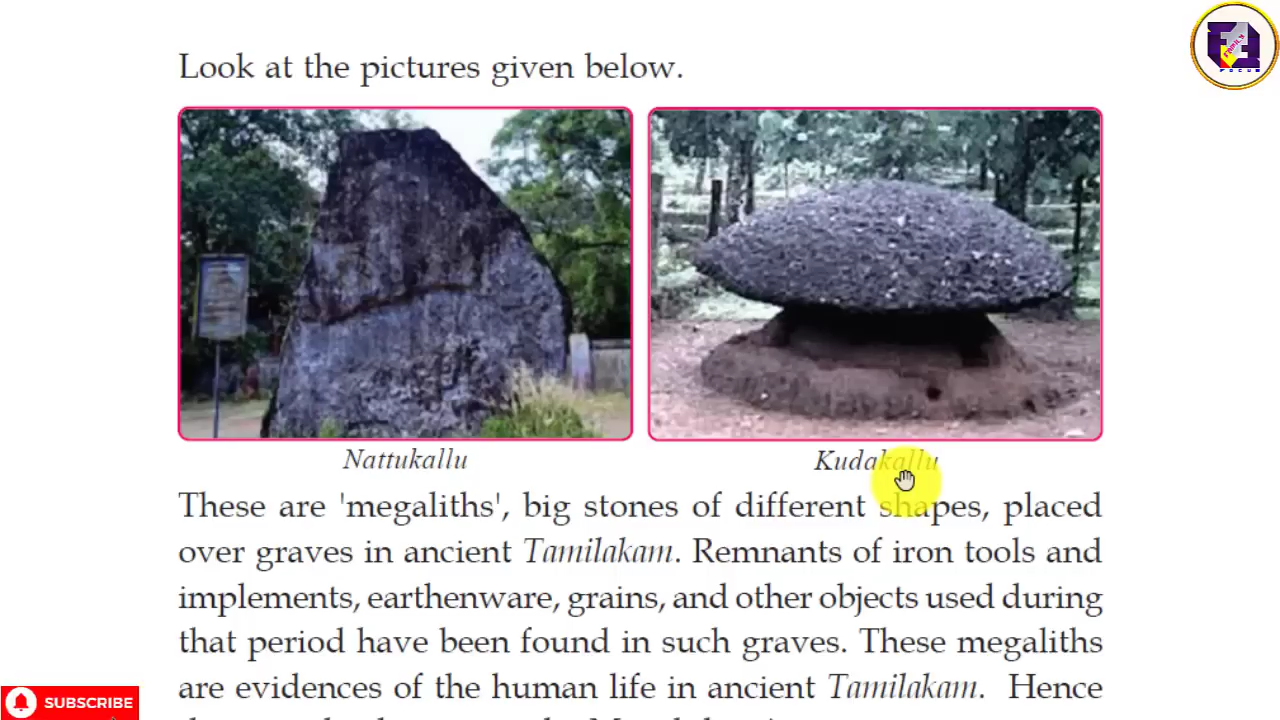 Look at the pictures given below.
Nattukallu
Kudakallu
These are 'megaliths', big stones of different shapes, placed
over graves in ancient Tamilakam. Remnants of iron tools and
implements, earthenware, grains, and other objects used during
that period have been found in such graves. These megaliths
are evidences of the human life in ancient Tamilakam. Hence
SUBSCRIBE